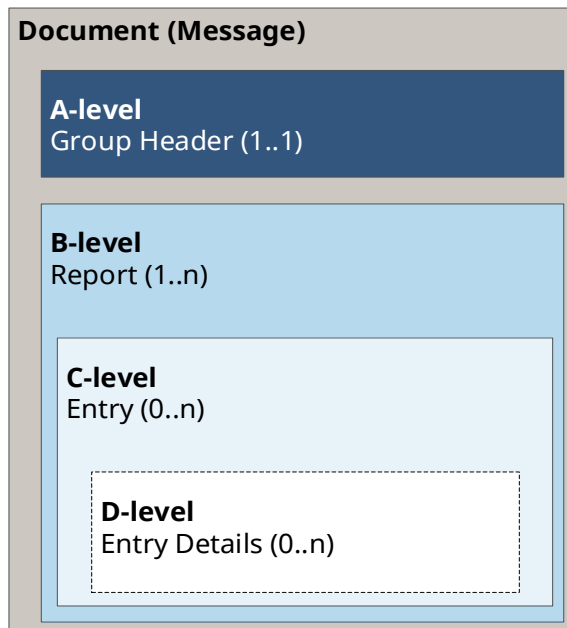 Document (Message)
A-level
Group Header (1..1)
B-level
Report (1..n)
C-level
Entry (0..n)
D-level
Entry Details (0..n)